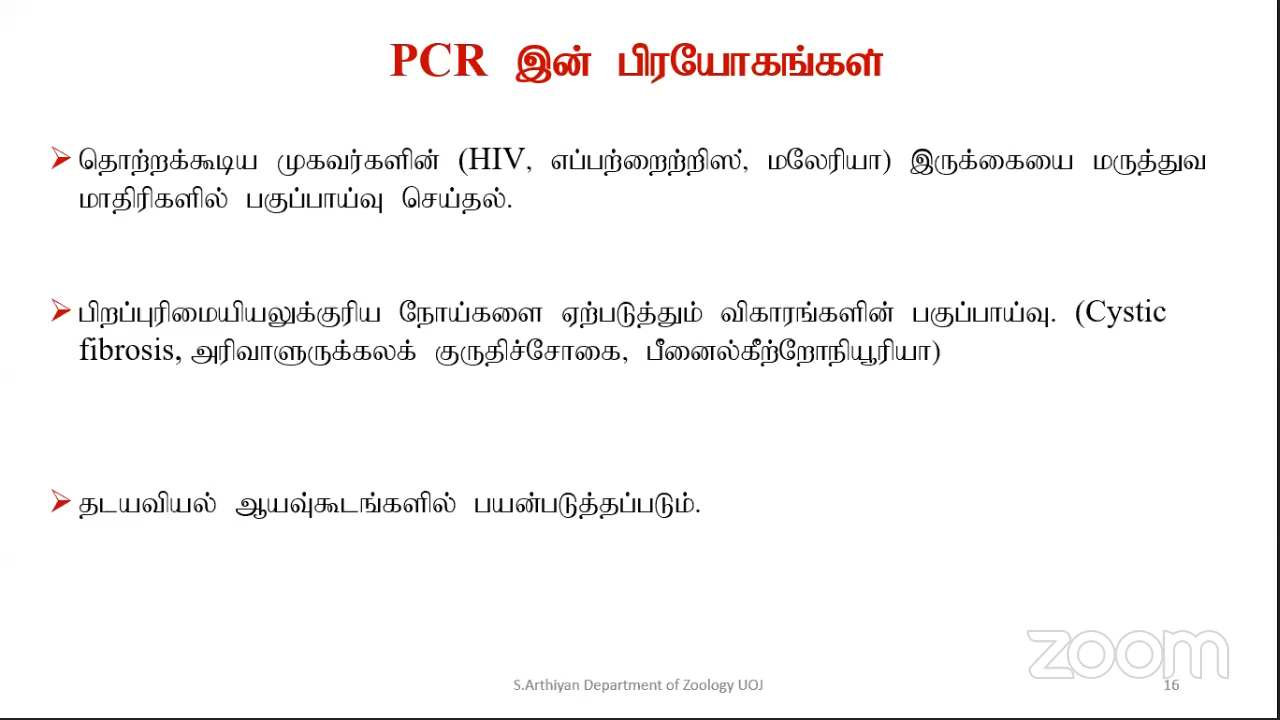 PCR இன் பிரயோகங்கள்
தொற்றக்கூடிய முகவர்களின் (HIV, எப்பற்றைற்றிஸ், மலேரியா) இருக்கையை மருத்துவ
மாதிரிகளில் பகுப்பாய்வு செய்தல்.
பிறப்புரிமையியலுக்குரிய நோய்களை ஏற்படுத்தும் விகாரங்களின் பகுப்பாய்வு. (Cystic
fibrosis, அரிவாளுருக்கலக் குருதிச்சோகை, பீனைல்கீற்றோநியூரியா)
தடயவியல் ஆயவ்ுகூடங்களில் பயன்படுத்தப்படும்.
zoom
S.Arthiyan Department of Zoology UOJ
16